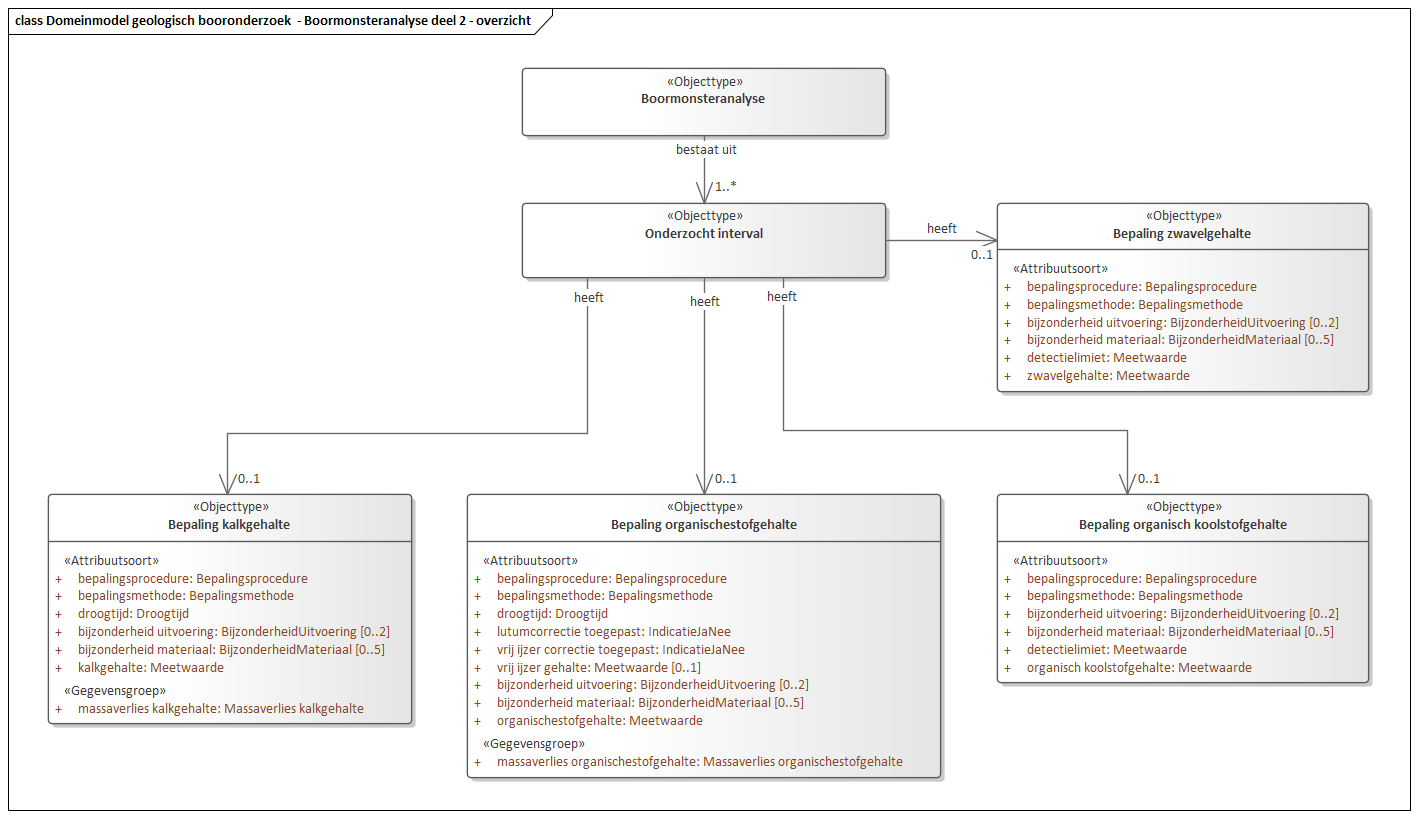 class Domeinmodel geologisch booronderzoek  - Boormonsteranalyse deel 2 - overzicht
«Objecttype»
Boormonsteranalyse
bestaat uit
1..*
«Objecttype»
Onderzocht interval
heeft
0..1
«Objecttype»
Bepaling zwavelgehalte
«Attribuutsoort»
+ bepalingsprocedure: Bepalingsprocedure
+ bepalingsmethode: Bepalingsmethode
+ bijzonderheid uitvoering: BijzonderheidUitvoering [0..2]
+ bijzonderheid materiaal: BijzonderheidMateriaal [0..5]
+ detectielimiet: Meetwaarde
+ zwavelgehalte: Meetwaarde
heeft
heeft
heeft
0..1
0..1
0..1
«Objecttype»
Bepaling kalkgehalte
«Attribuutsoort»
+ bepalingsprocedure: Bepalingsprocedure
+ bepalingsmethode: Bepalingsmethode
+ droogtijd: Droogtijd
+ bijzonderheid uitvoering: BijzonderheidUitvoering [0..2]
+ bijzonderheid materiaal: BijzonderheidMateriaal [0..5]
+ kalkgehalte: Meetwaarde
«Gegevensgroep»
+ massaverlies kalkgehalte: Massaverlies kalkgehalte
«Objecttype»
Bepaling organischestofgehalte
«Attribuutsoort»
+ bepalingsprocedure: Bepalingsprocedure
+ bepalingsmethode: Bepalingsmethode
+ droogtijd: Droogtijd
+ lutumcorrectie toegepast: IndicatieJaNee
+ vrij ijzer correctie toegepast: IndicatieJaNee
+ vrij ijzer gehalte: Meetwaarde [0..1]
+ bijzonderheid uitvoering: BijzonderheidUitvoering [0..2]
+ bijzonderheid materiaal: BijzonderheidMateriaal [0..5]
+ organischestofgehalte: Meetwaarde
«Gegevensgroep»
+ massaverlies organischestofgehalte: Massaverlies organischestofgehalte
«Objecttype»
Bepaling organisch koolstofgehalte
«Attribuutsoort»
+ bepalingsprocedure: Bepalingsprocedure
+ bepalingsmethode: Bepalingsmethode
+ bijzonderheid uitvoering: BijzonderheidUitvoering [0..2]
+ bijzonderheid materiaal: BijzonderheidMateriaal [0..5]
+ detectielimiet: Meetwaarde
+ organisch koolstofgehalte: Meetwaarde